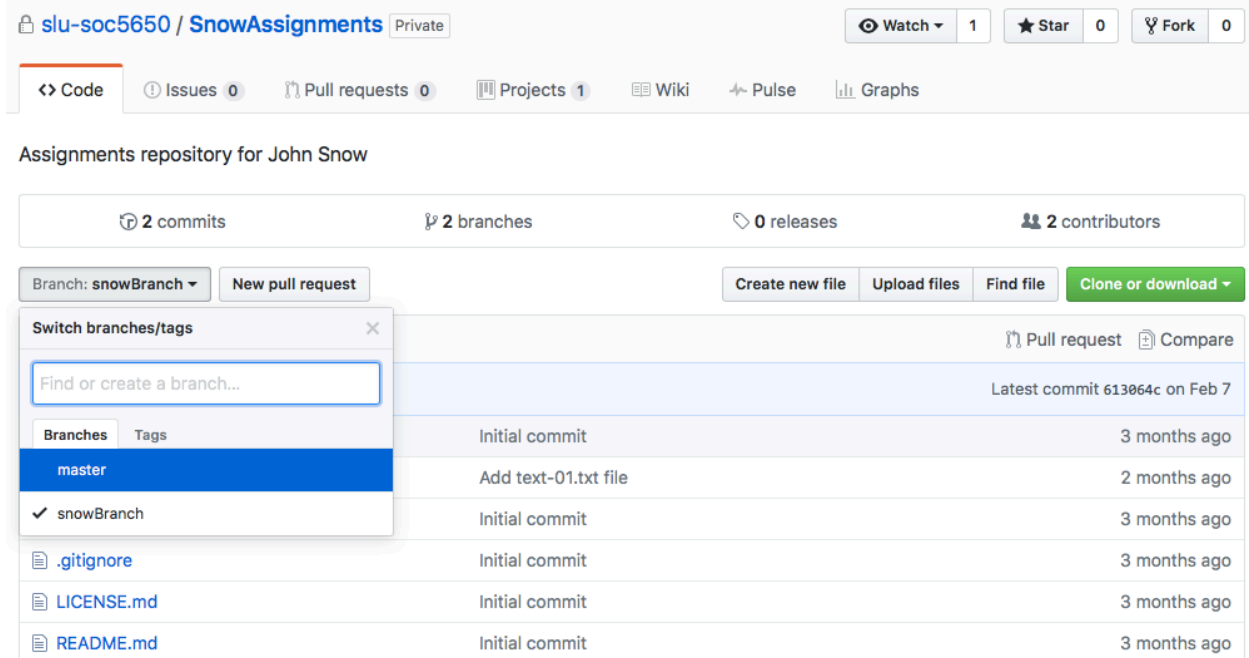 slu-soc5650 / SnowAssignments Private Watch 1 Star 0 Fork 0
Code Issues 0 Pull requests 0 Projects 1 Wiki Pulse Graphs
Assignments repository for John Snow
2 commits 2 branches 0 releases 2 contributors
Branch: snowBranch New pull request Create new file Upload files Find file Clone or download
Switch branches/tags
Pull request Compare
Find or create a branch...
Latest commit 613064c on Feb 7
Branches Tags
Initial commit 3 months ago
master
Add text-01.txt file 2 months ago
snowBranch
Initial commit 3 months ago
.gitignore Initial commit 3 months ago
LICENSE.md Initial commit 3 months ago
README.md Initial commit 3 months ago